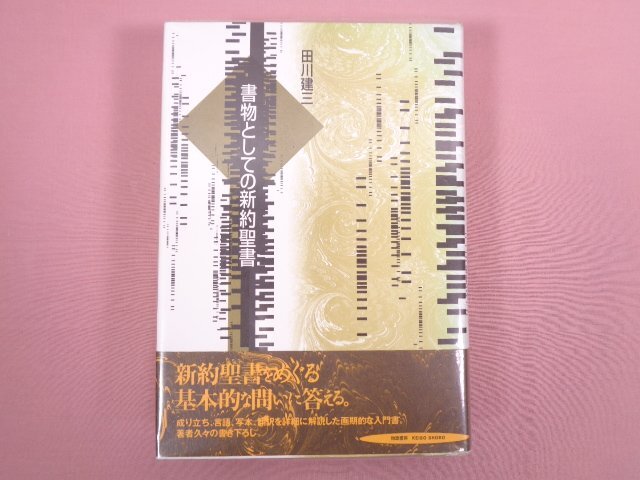 田川建三
書物としての新約聖書
新約聖書をめぐる
基本的な問いに答える。
成り立ち、言語、写本、翻訳を詳細に解説した画期的な入門書。
著者久々の書き下ろし
勁草書房 KEISO SHOBO